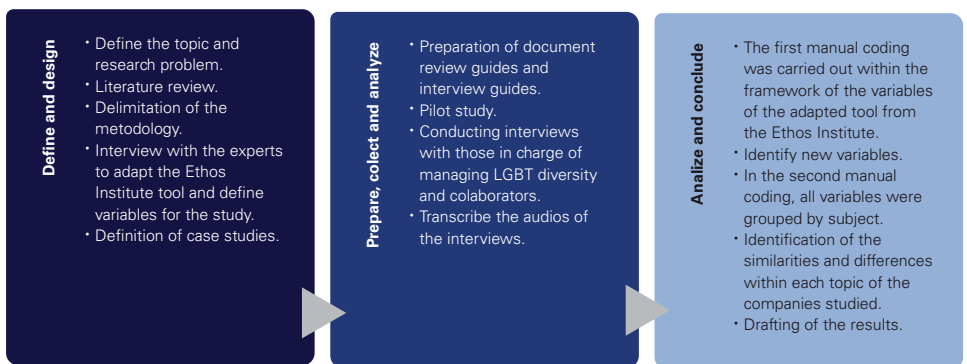 Define and design
• Define the topic and
research problem.
• Literature review.
• Delimitation of the
metodology.
• Interview with the experts
to adapt the Ethos
Institute tool and define
variables for the study.
• Definition of case studies.
Prepare, colect and analyze
• Preparation of document
review guides and
interview guides.
• Pilot study.
• Conducting interviews
with those in charge of
managing LGBT diversity
and colaborators.
• Transcribe the audios of
the interviews.
Analize and conclude
• The first manual coding
was carried out within the
framework of the variables
of the adapted tool from
the Ethos Institute.
• Identify new variables.
• In the second manual
coding, all variables were
grouped by subject.
• Identification of the
similarities and differences
within each topic of the
companies studied.
• Drafting of the results.